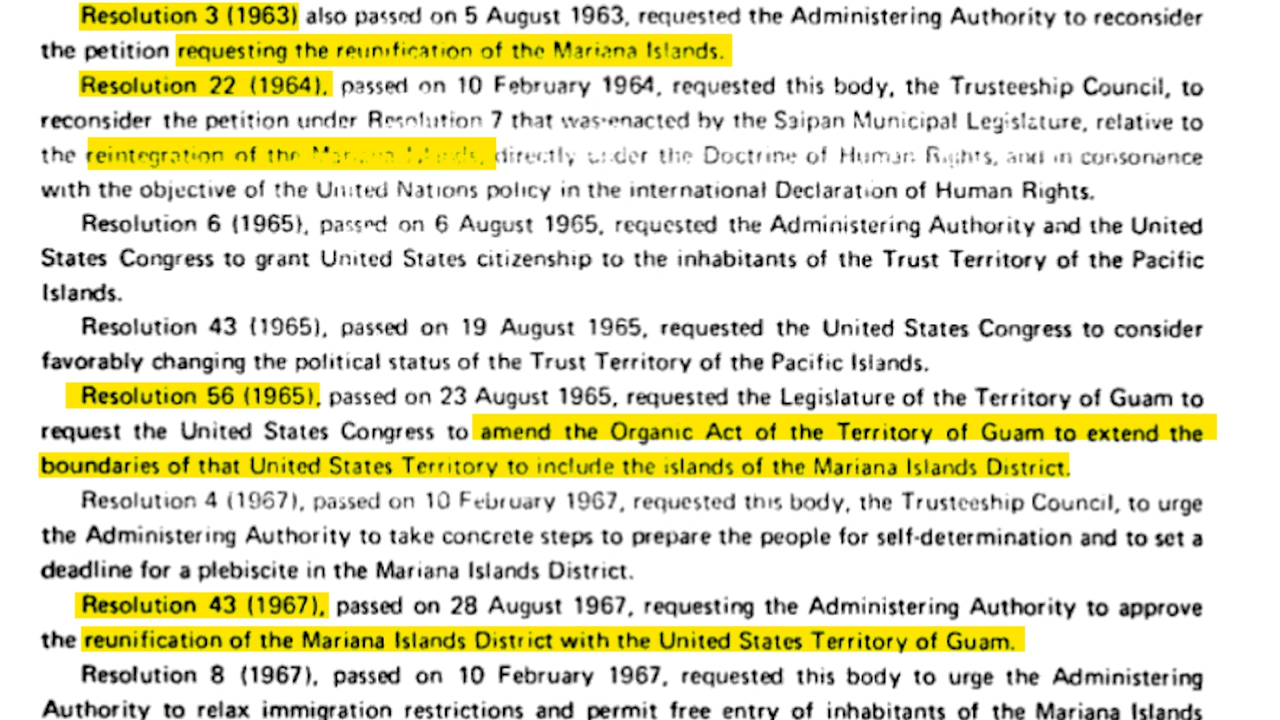 Resolution 3 (1963) also passed on 5 August 1963, requested the Administering Authority to reconsider
the petition requesting the reunification of the Mariana Islands.
Resolution 22 (1964), passed on 10 February 1964, requested this body, the Trusteeship Council, to
reconsider the petition under Resolution 7 that was enacted by the Saipan Municipal Legislature, relative to
the reintegration of the Mariana Islands, directly under the Doctrine of Human Rights, and in consonance
with the objective of the United Nations policy in the international Declaration of Human Rights.
Resolution 6 (1965), passed on 6 August 1965, requested the Administering Authority and the United
States Congress to grant United States citizenship to the inhabitants of the Trust Territory of the Pacific
Islands.
Resolution 43 (1965), passed on 19 August 1965, requested the United States Congress to consider
favorably changing the political status of the Trust Territory of the Pacific Islands.
Resolution 56 (1965), passed on 23 August 1965, requested the Legislature of the Territory of Guam to
request the United States Congress to amend the Organic Act of the Territory of Guam to extend the
boundaries of that United States Territory to include the islands of the Mariana Islands District.
Resolution 4 (1967), passed on 10 February 1967, requested this body, the Trusteeship Council, to urge
the Administering Authority to take concrete steps to prepare the people for self-determination and to set a
deadline for a plebiscite in the Mariana Islands District.
Resolution 43 (1967), passed on 28 August 1967, requesting the Administering Authority to approve
the reunification of the Mariana Islands District with the United States Territory of Guam.
Resolution 8 (1967), passed on 10 February 1967, requested this body to urge the Administering
Authority to relax immigration restrictions and permit free entry of inhabitants of the Mariana Islands